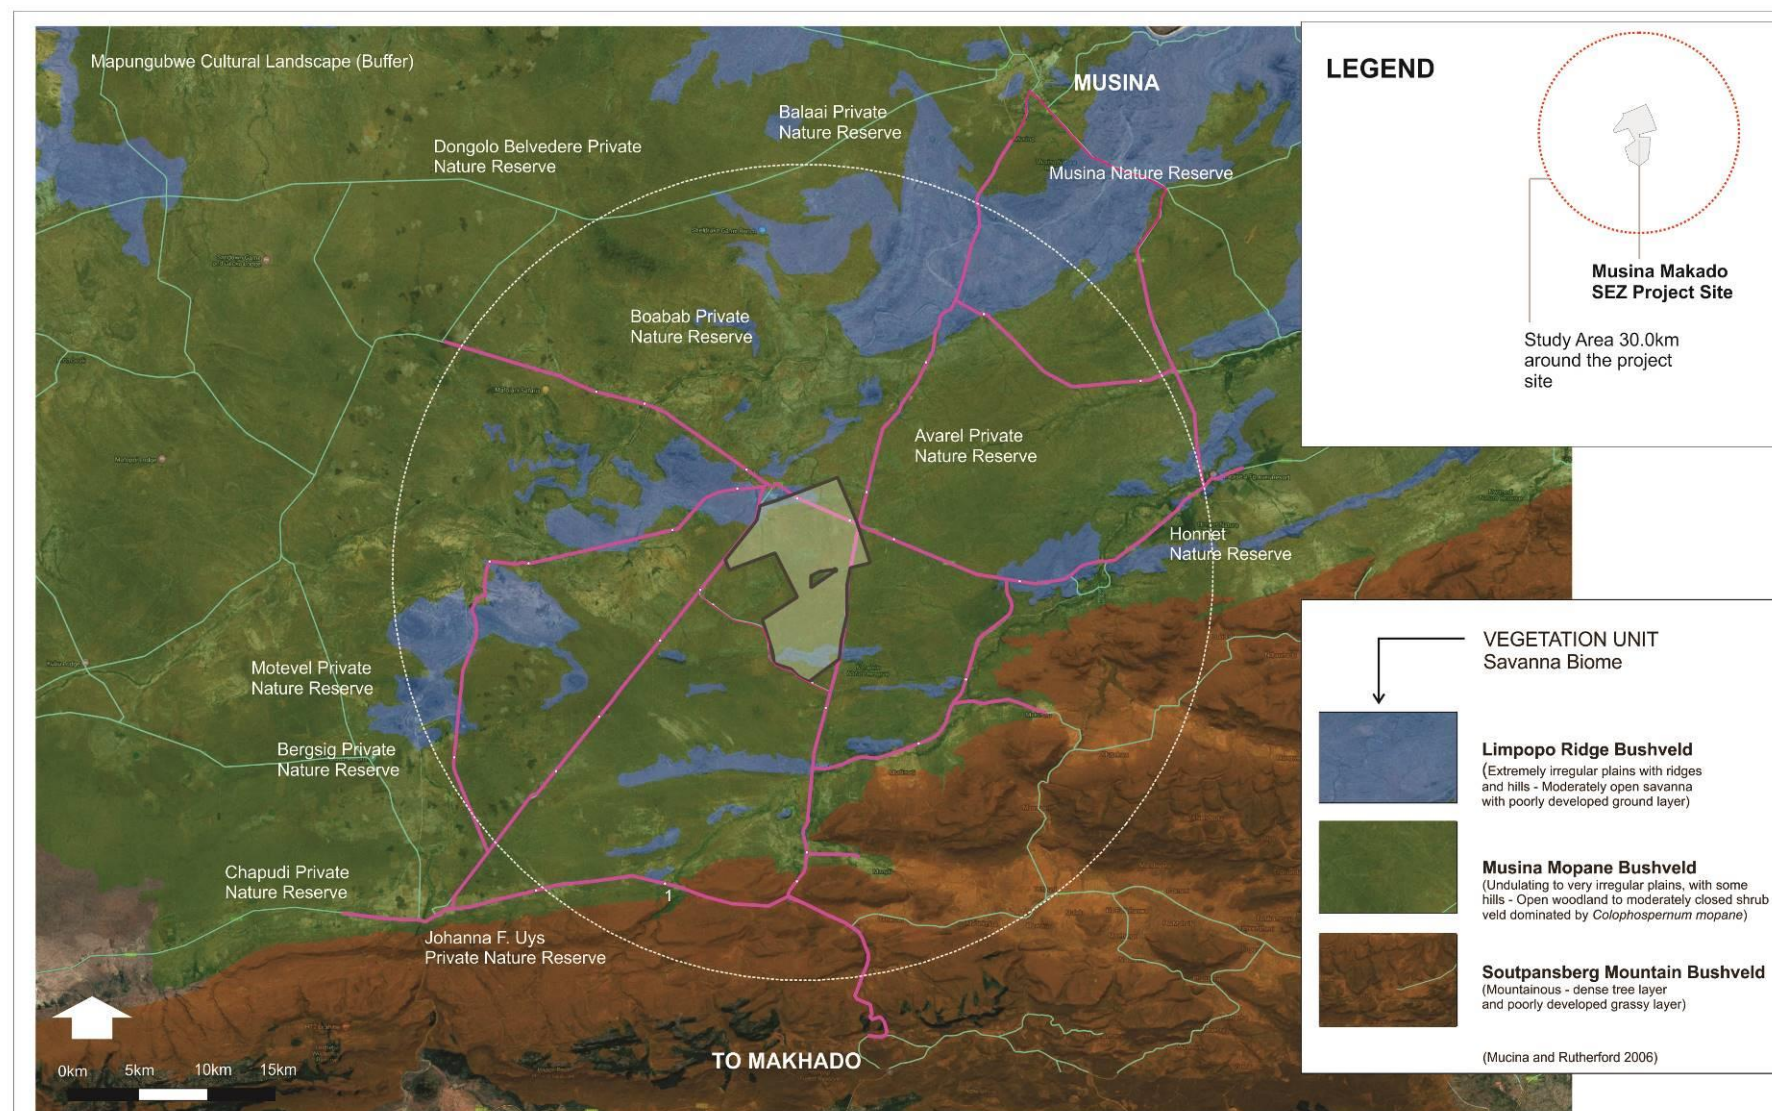 Mapungubwe Cultural Landscape (Buffer)
MUSINA
Balaai Private
Nature Reserve
Dongolo Belvedere Private
Nature Reserve
Musina Nature Reserve
Boabab Private
Nature Reserve
Avarel Private
Nature Reserve
Honnet
Nature Reserve
Motevel Private
Nature Reserve
Bergsig Private
Nature Reserve
Chapudi Private
Nature Reserve
1
Johanna F. Uys
Private Nature Reserve
TO MAKHADO
0km 5km 10km 15km
LEGEND
Musina Makado
SEZ Project Site
Study Area 30.0km
around the project
site
VEGETATION UNIT
Savanna Biome
Limpopo Ridge Bushveld
(Extremely irregular plains with ridges
and hills - Moderately open savanna
with poorly developed ground layer)
Musina Mopane Bushveld
(Undulating to very irregular plains, with some
hills - Open woodland to moderately closed shrub
veld dominated by Colophospernum mopane)
Soutpansberg Mountain Bushveld
(Mountainous - dense tree layer
and poorly developed grassy layer)
(Mucina and Rutherford 2006)